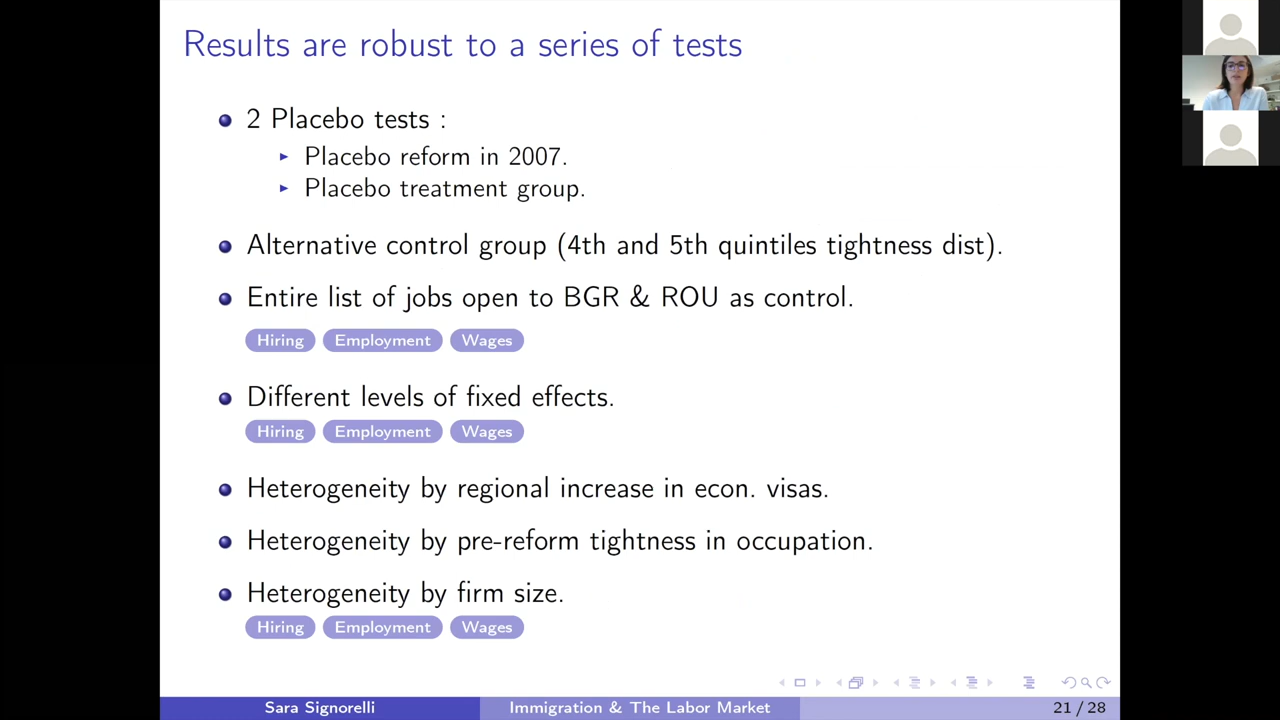 Results are robust to a series of tests
2 Placebo tests :
Placebo reform in 2007.
Placebo treatment group.
Alternative control group (4th and 5th quintiles tightness dist).
Entire list of jobs open to BGR & ROU as control.
Hiring Employment Wages
Different levels of fixed effects.
Hiring Employment Wages
Heterogeneity by regional increase in econ. visas.
Heterogeneity by pre-reform tightness in occupation.
Heterogeneity by firm size.
Hiring Employment Wages
Sara Signorelli Immigration & The Labor Market 21 / 28